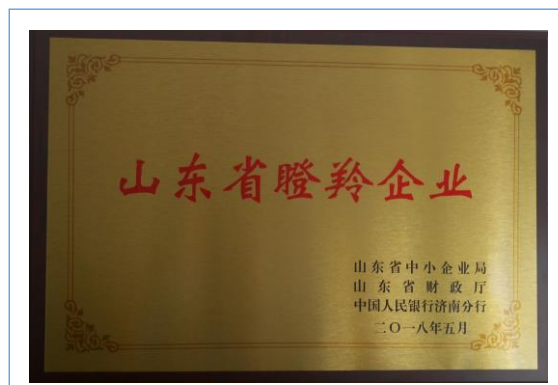 山东省瞪羚企业
山东省中小企业局
山东省财政厅
中国人民银行济南分行
二〇一八年五月